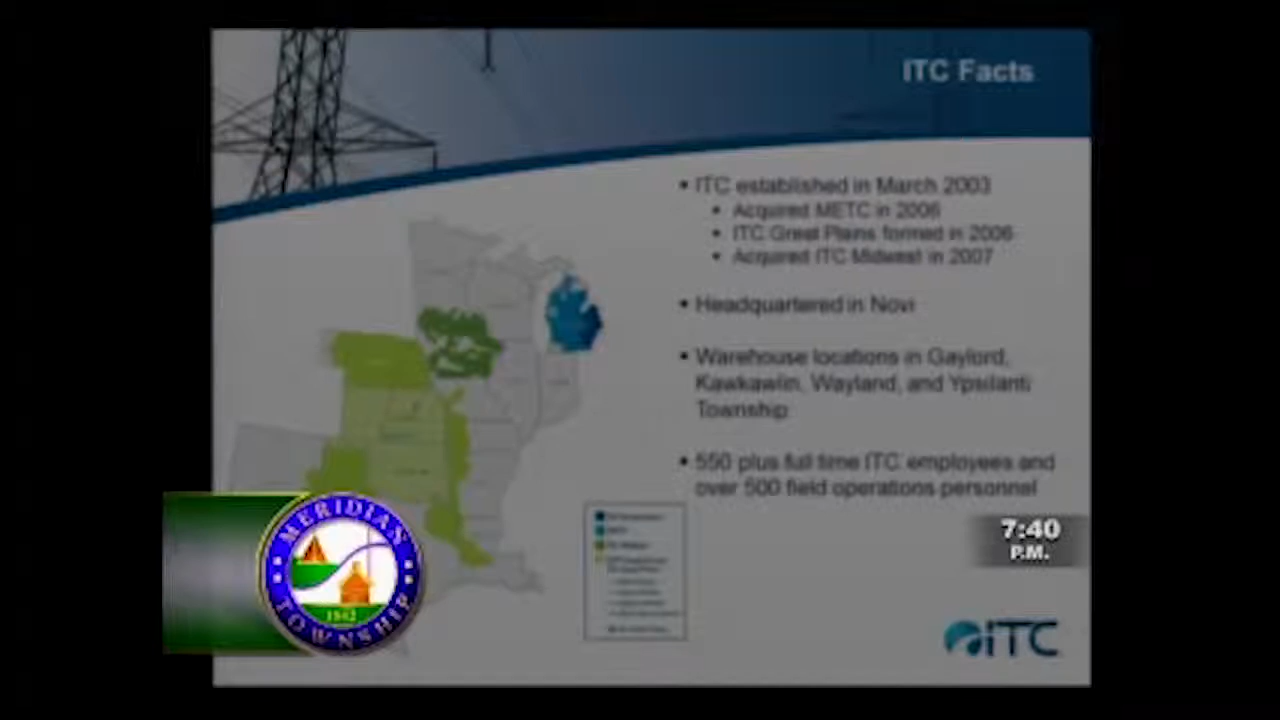 ITC Facts
• ITC established in March 2003
• Acquired METC in 2006
• ITC Great Plains formed in 2006
• Acquired ITC Midwest in 2007
• Headquartered in Novi
• Warehouse locations in Gaylord,
Kawkawlin, Wayland, and Ypsilanti
Township
• 550 plus full time ITC employees and
over 500 field operations personnel
7:40
P.M.
MERIDIAN
1842
TOWNSHIP
ITC